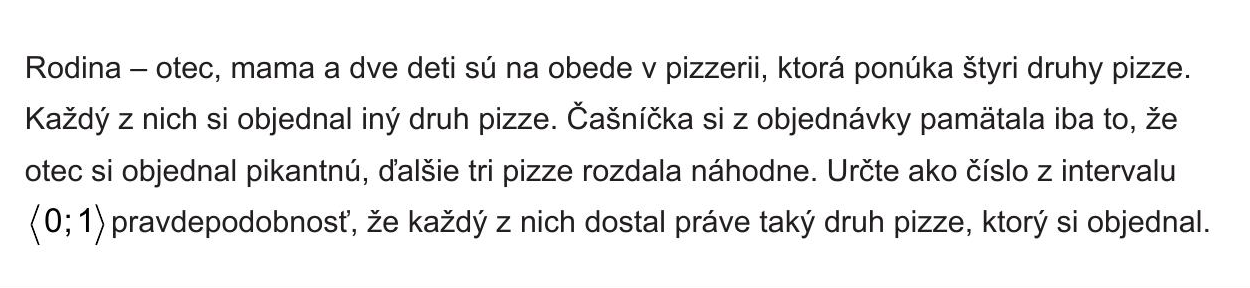 Rodina – otec, mama a dve deti sú na obede v pizzerii, ktorá ponúka štyri druhy pizze.
Každý z nich si objednal iný druh pizze. Čašníčka si z objednávky pamätala iba to, že
otec si objednal pikantnú, ďalšie tri pizze rozdala náhodne. Určte ako číslo z intervalu
⟨0; 1⟩ pravdepodobnosť, že každý z nich dostal práve taký druh pizze, ktorý si objednal.